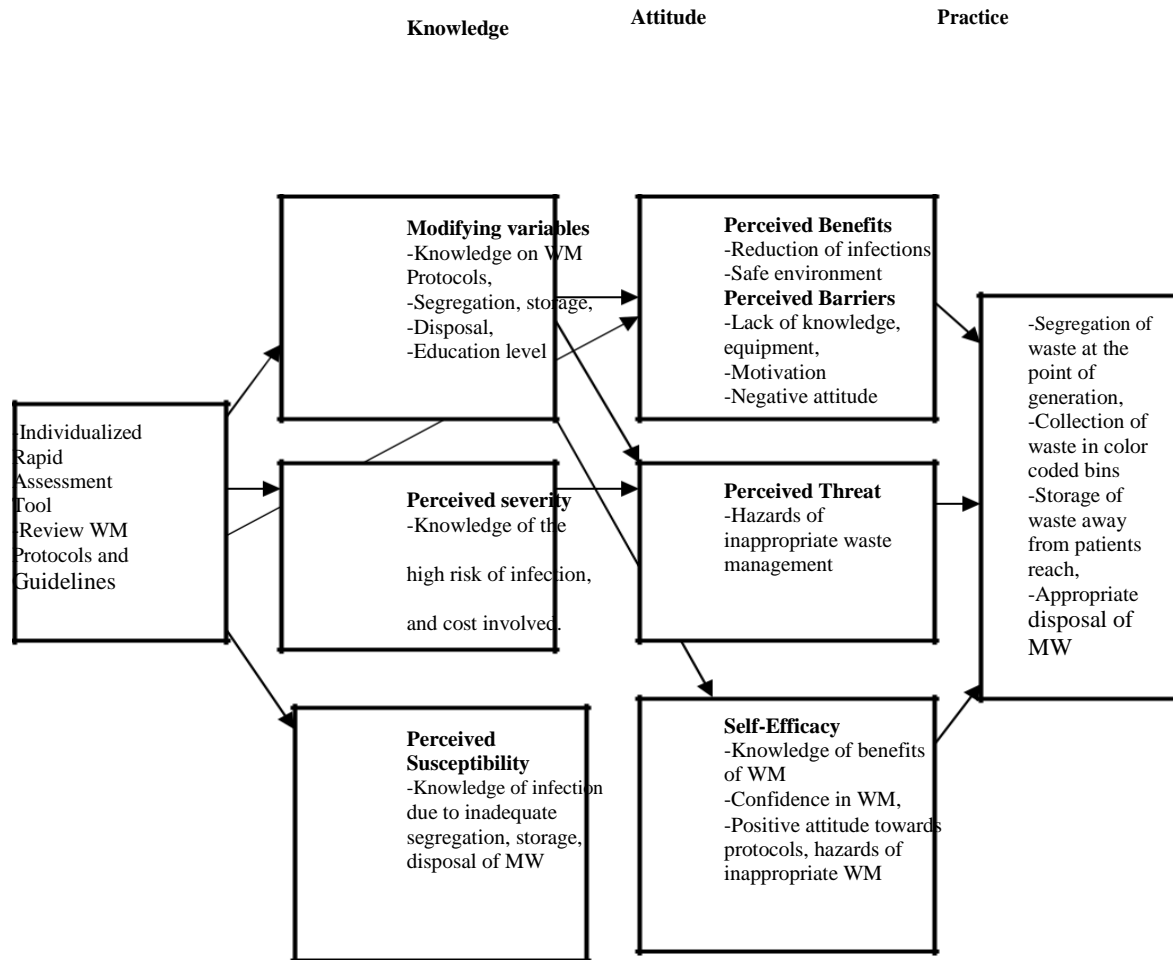 Knowledge
Attitude
Practice
-Individualized
Rapid
Assessment
Tool
-Review WM
Protocols and
Guidelines
Modifying variables
-Knowledge on WM
Protocols,
-Segregation, storage,
-Disposal,
-Education level
Perceived severity
-Knowledge of the
high risk of infection,
and cost involved.
Perceived
Susceptibility
-Knowledge of infection
due to inadequate
segregation, storage,
disposal of MW
Perceived Benefits
-Reduction of infections
-Safe environment
Perceived Barriers
-Lack of knowledge,
equipment,
-Motivation
-Negative attitude
Perceived Threat
-Hazards of
inappropriate waste
management
Self-Efficacy
-Knowledge of benefits
of WM
-Confidence in WM,
-Positive attitude towards
protocols, hazards of
inappropriate WM
-Segregation of
waste at the
point of
generation,
-Collection of
waste in color
coded bins
-Storage of
waste away
from patients
reach,
-Appropriate
disposal of
MW